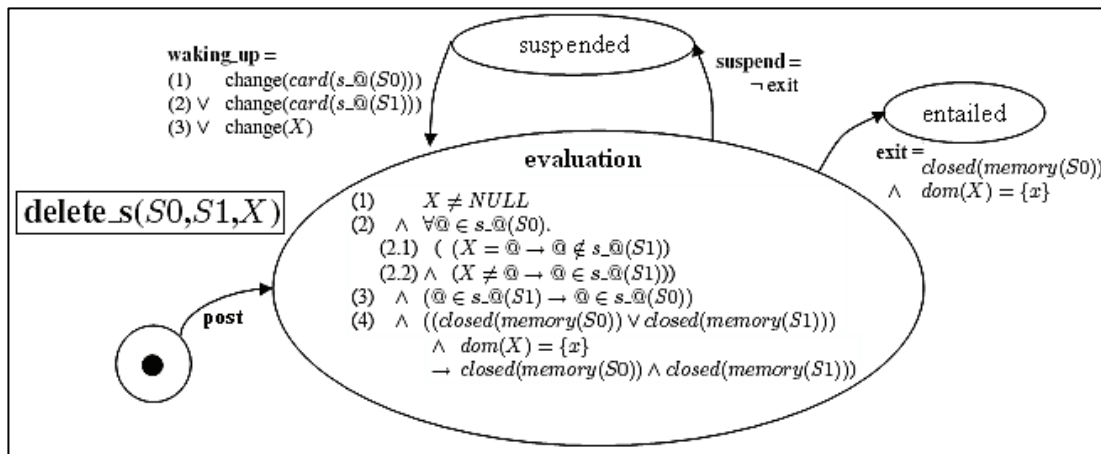 suspended
waking_up =
(1) change(card(s_@(S0)))
(2) ∨ change(card(s_@(S1)))
(3) ∨ change(X)
suspend =
¬ exit
entailed
exit =
closed(memory(S0))
∧ dom(X) = {x}
evaluation
delete_s(S0,S1,X)
(1) X ≠ NULL
(2) ∧ ∀@ ∈ s_@(S0).
(2.1) ( (X = @ → @ ∉ s_@(S1))
(2.2) ∧ (X ≠ @ → @ ∈ s_@(S1)))
(3) ∧ (@ ∈ s_@(S1) → @ ∈ s_@(S0))
(4) ∧ ((closed(memory(S0)) ∨ closed(memory(S1)))
∧ dom(X) = {x}
→ closed(memory(S0)) ∧ closed(memory(S1)))
post